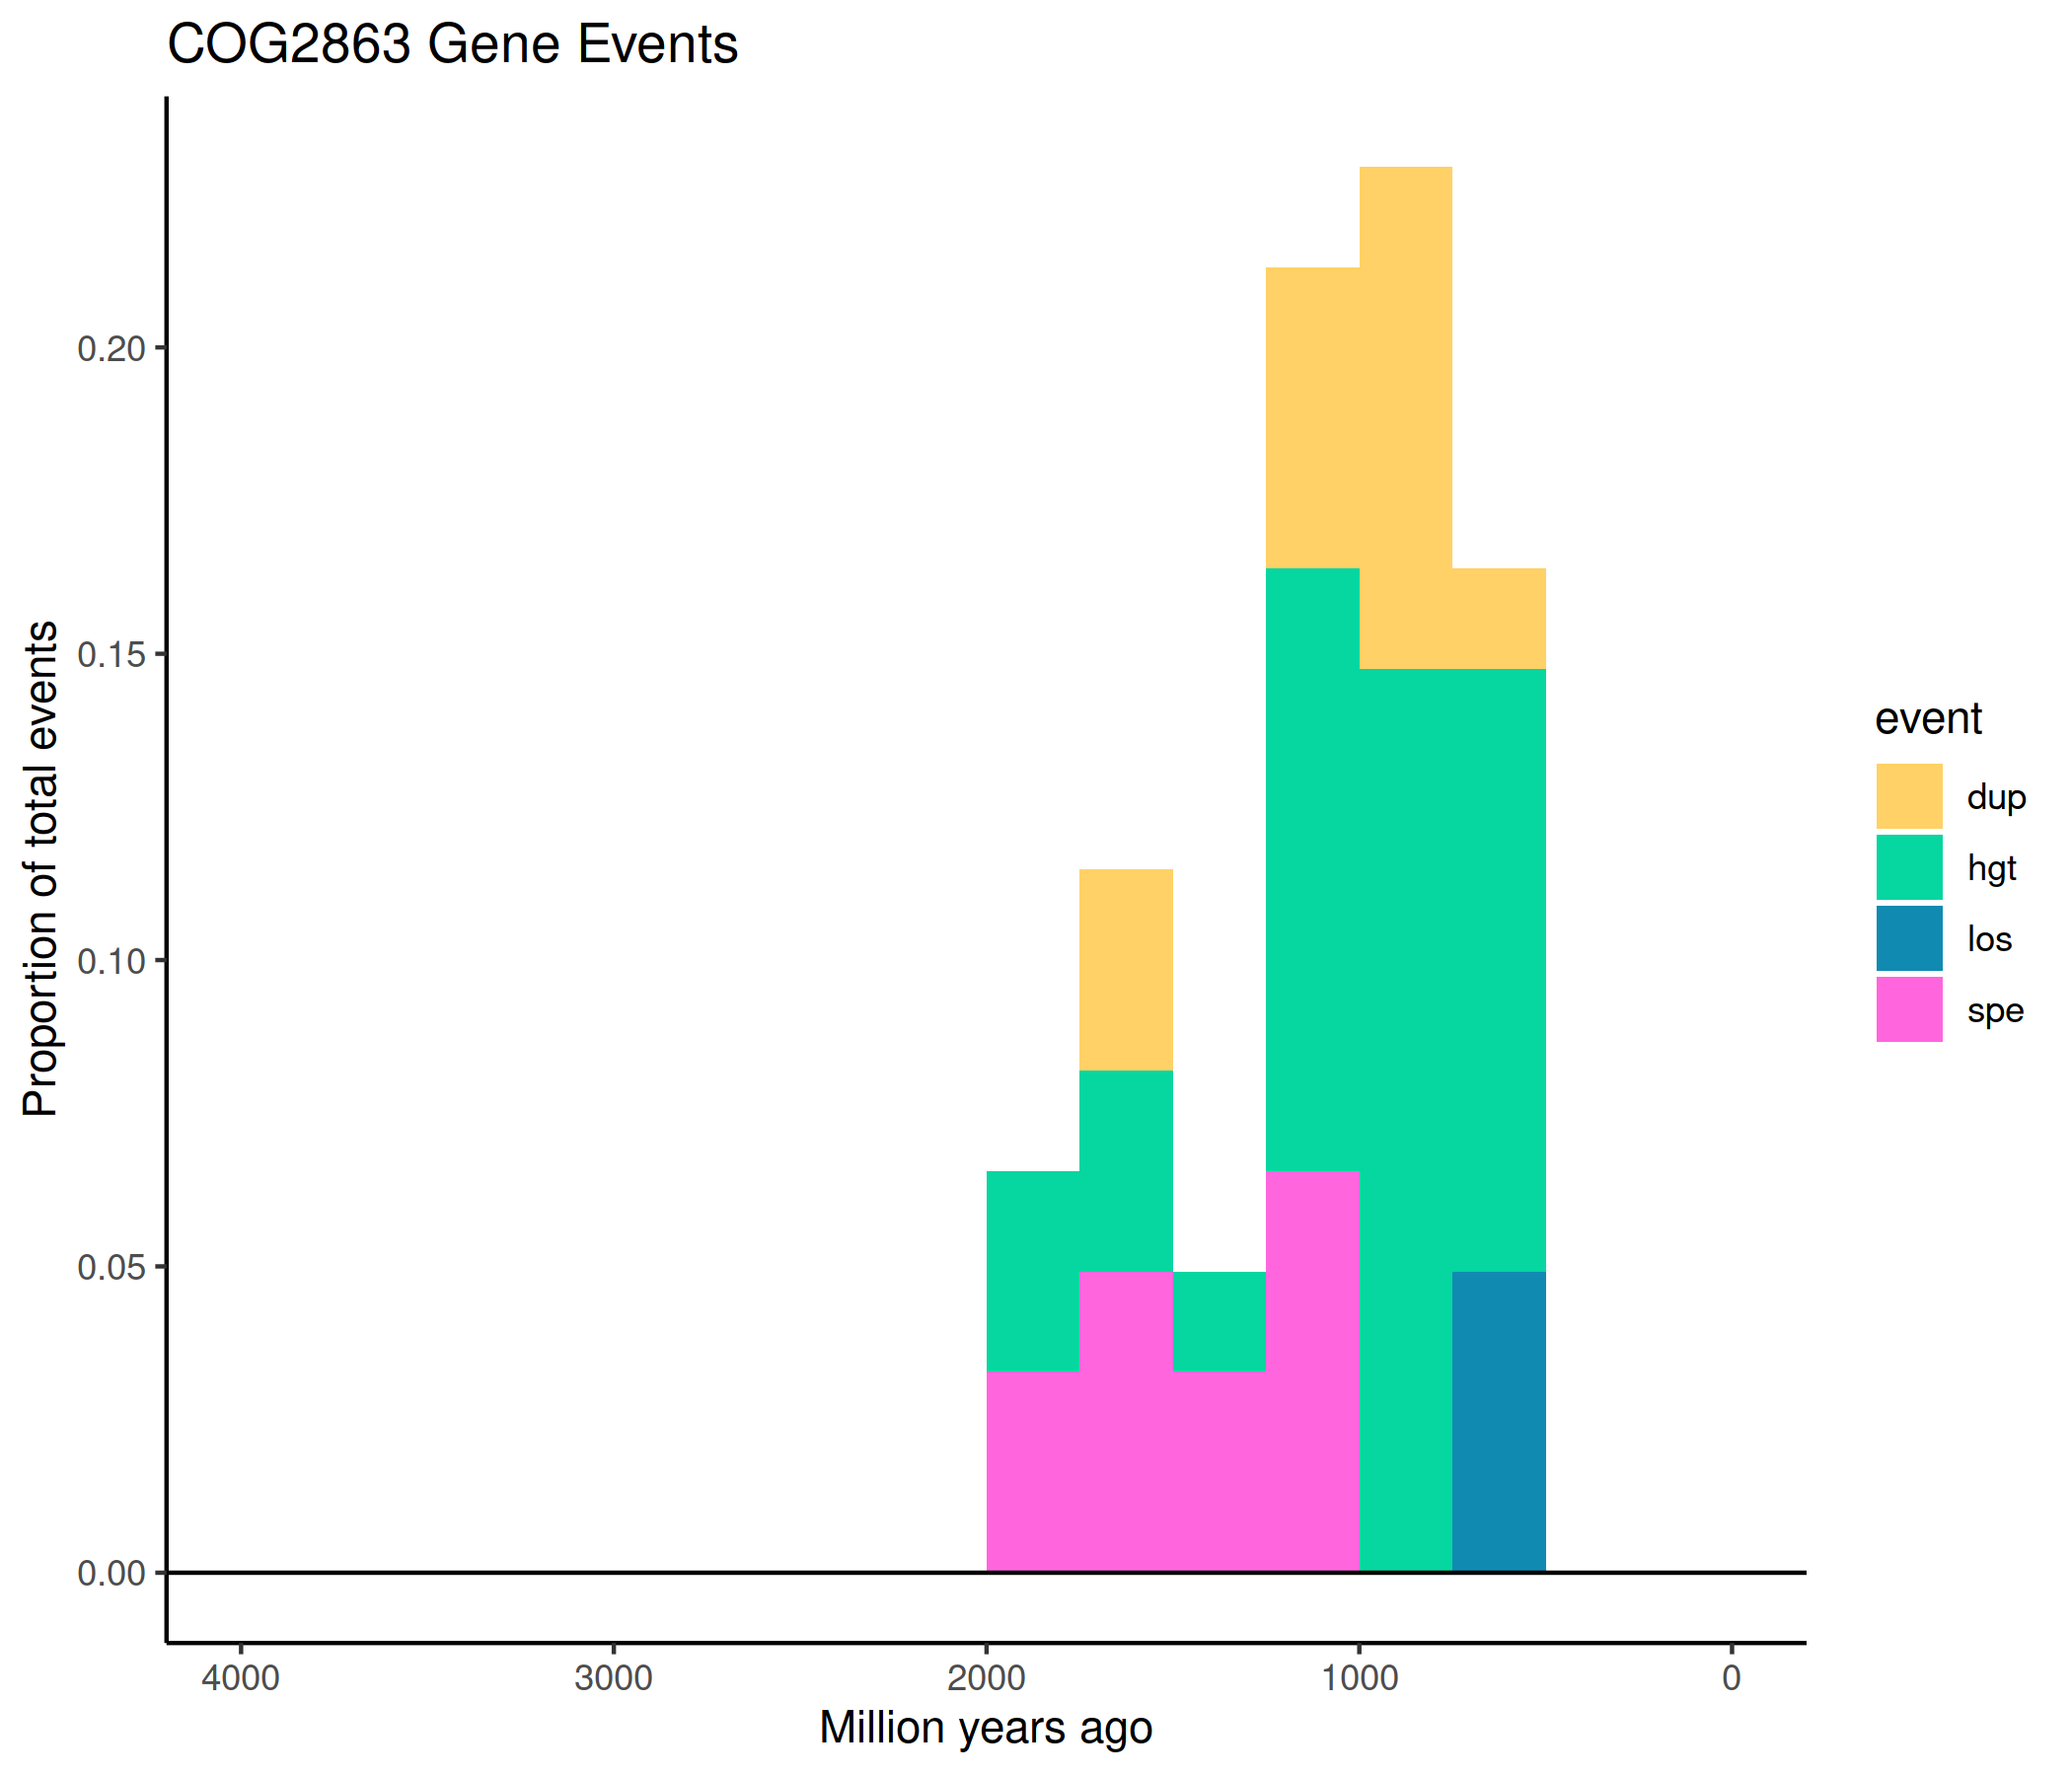 COG2863 Gene Events
Proportion of total events
0.20
0.15
0.10
0.05
0.00
4000 3000 2000 1000 0
Million years ago
event
dup
hgt
los
spe